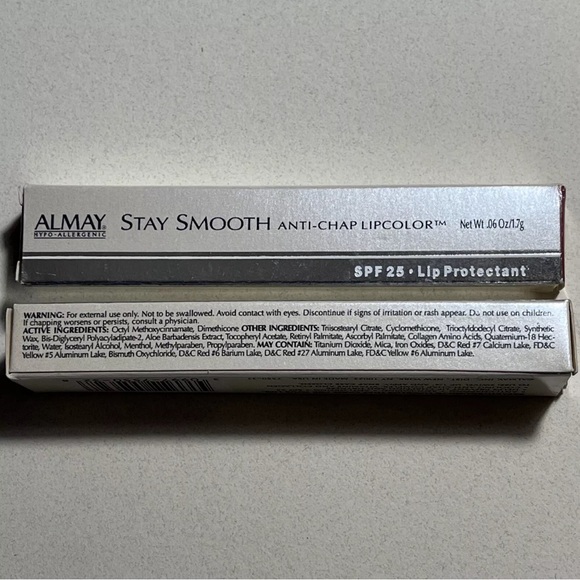 ALMAY® STAY SMOOTH ANTI-CHAP LIPCOLOR™ Net Wt .06 Oz/1.7g
HYPO-ALLERGENIC
SPF 25 • Lip Protectant
WARNING: For external use only. Not to be swallowed. Avoid contact with eyes. Discontinue if signs of irritation or rash appear. Do not use on children.
If chapping worsens or persists, consult a physician.
ACTIVE INGREDIENTS: Octyl Methoxycinnamate, Dimethicone OTHER INGREDIENTS: Triisostearyl Citrate, Cyclomethicone, Trioctyldodecyl Citrate, Synthetic
Wax, Bis-Diglyceryl Polyacyladipate-2, Aloe Barbadensis Extract, Tocopheryl Acetate, Retinyl Palmitate, Ascorbyl Palmitate, Collagen Amino Acids, Quaternium-18 Hec-
torite, Water, Isostearyl Alcohol, Menthol, Methylparaben, Propylparaben. MAY CONTAIN: Titanium Dioxide, Mica, Iron Oxides, D&C Red #7 Calcium Lake, FD&C
Yellow #5 Aluminum Lake, Bismuth Oxychloride, D&C Red #6 Barium Lake, D&C Red #27 Aluminum Lake, FD&C Yellow #6 Aluminum Lake.